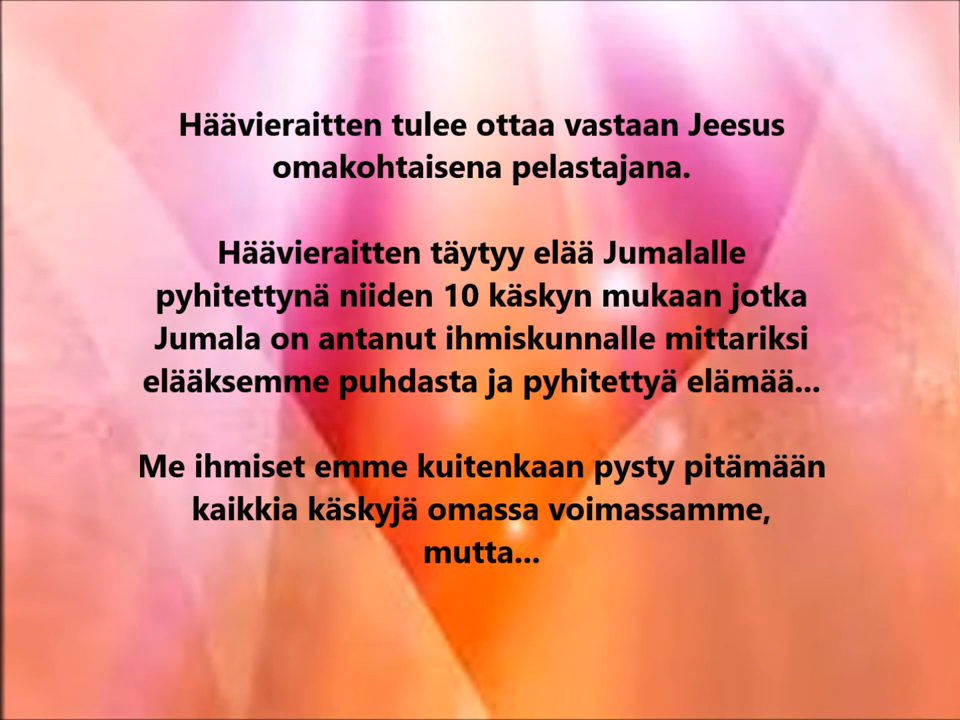 Häävieraitten tulee ottaa vastaan Jeesus
omakohtaisena pelastajana.
Häävieraitten täytyy elää Jumalalle
pyhitettynä niiden 10 käskyn mukaan jotka
Jumala on antanut ihmiskunnalle mittariksi
elääksemme puhdasta ja pyhitettyä elämää...
Me ihmiset emme kuitenkaan pysty pitämään
kaikkia käskyjä omassa voimassamme,
mutta...